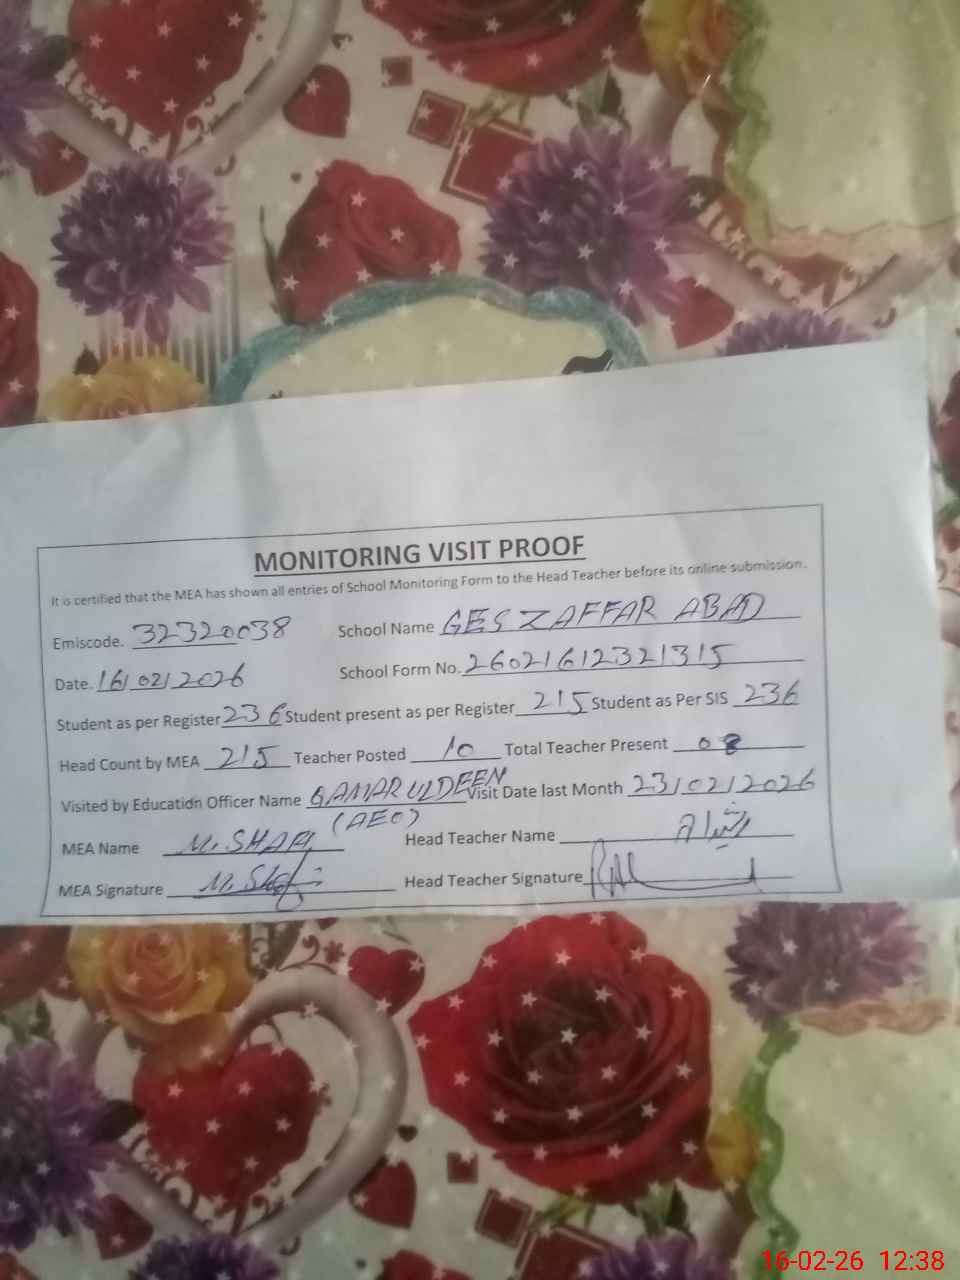 MONITORING VISIT PROOF
It is certified that the MEA has shown all entries of School Monitoring Form to the Head Teacher before its online submission.
Emiscode. 32320038 School Name GES ZAFFAR ABAD
Date. 16/02/2026 School Form No. 26021612321315
Student as per Register 236 Student present as per Register 215 Student as Per SIS 236
Head Count by MEA 215 Teacher Posted 10 Total Teacher Present 08
Visited by Education Officer Name QAMAR ULDEEN Visit Date last Month 23/02/2026
(AEO)
MEA Name M. SHAFI Head Teacher Name
MEA Signature M. Shafi Head Teacher Signature
16-02-26 12:38